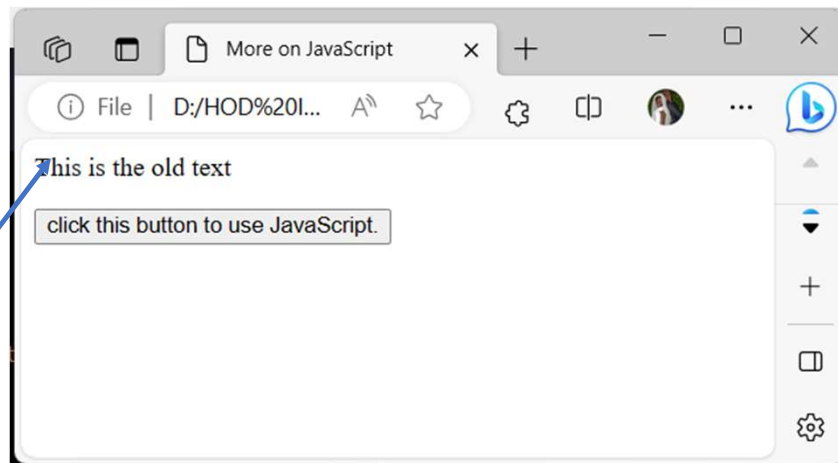 More on JavaScript
File | D:/HOD%20I...
This is the old text
click this button to use JavaScript.